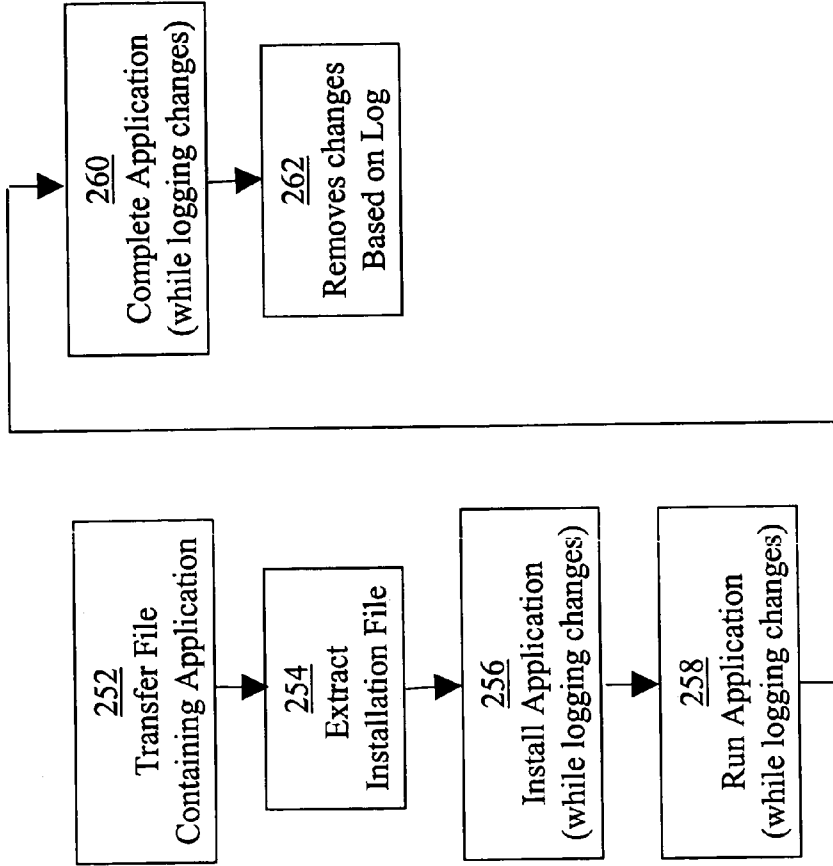 252
Transfer File
Containing Application
254
Extract
Installation File
256
Install Application
(while logging changes)
258
Run Application
(while logging changes)
260
Complete Application
(while logging changes)
262
Removes changes
Based on Log